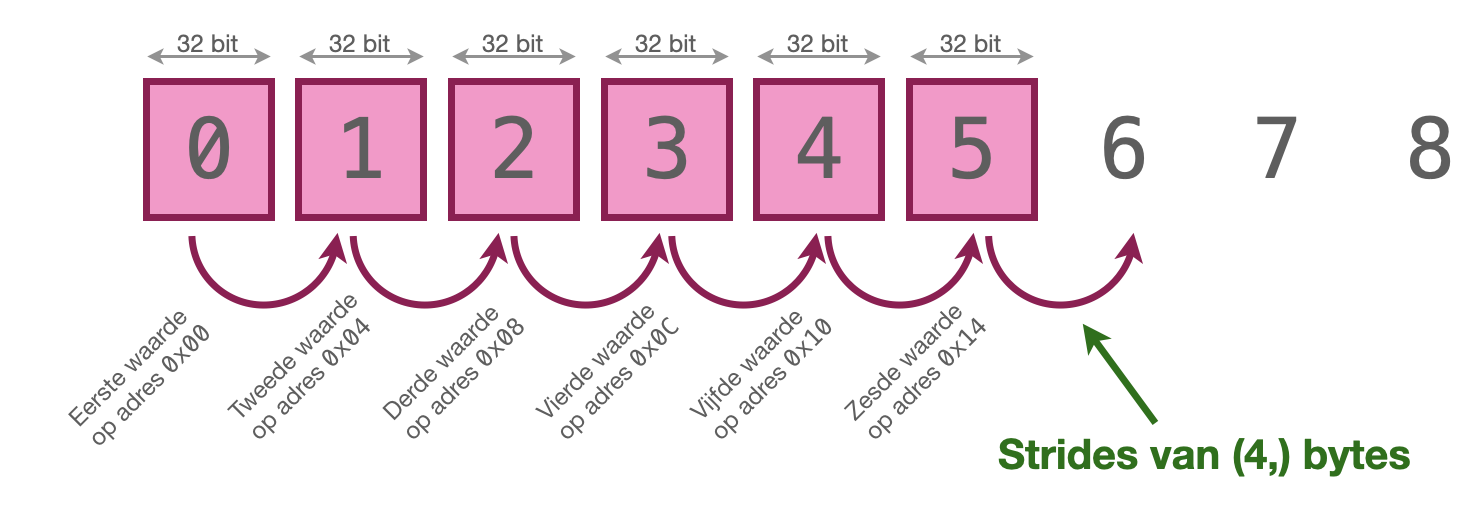 32 bit 32 bit 32 bit 32 bit 32 bit 32 bit
0 1 2 3 4 5 6 7 8
Eerste waarde
op adres 0x00
Tweede waarde
op adres 0x04
Derde waarde
op adres 0x08
Vierde waarde
op adres 0x0C
Vijfde waarde
op adres 0x10
Zesde waarde
op adres 0x14
Strides van (4,) bytes